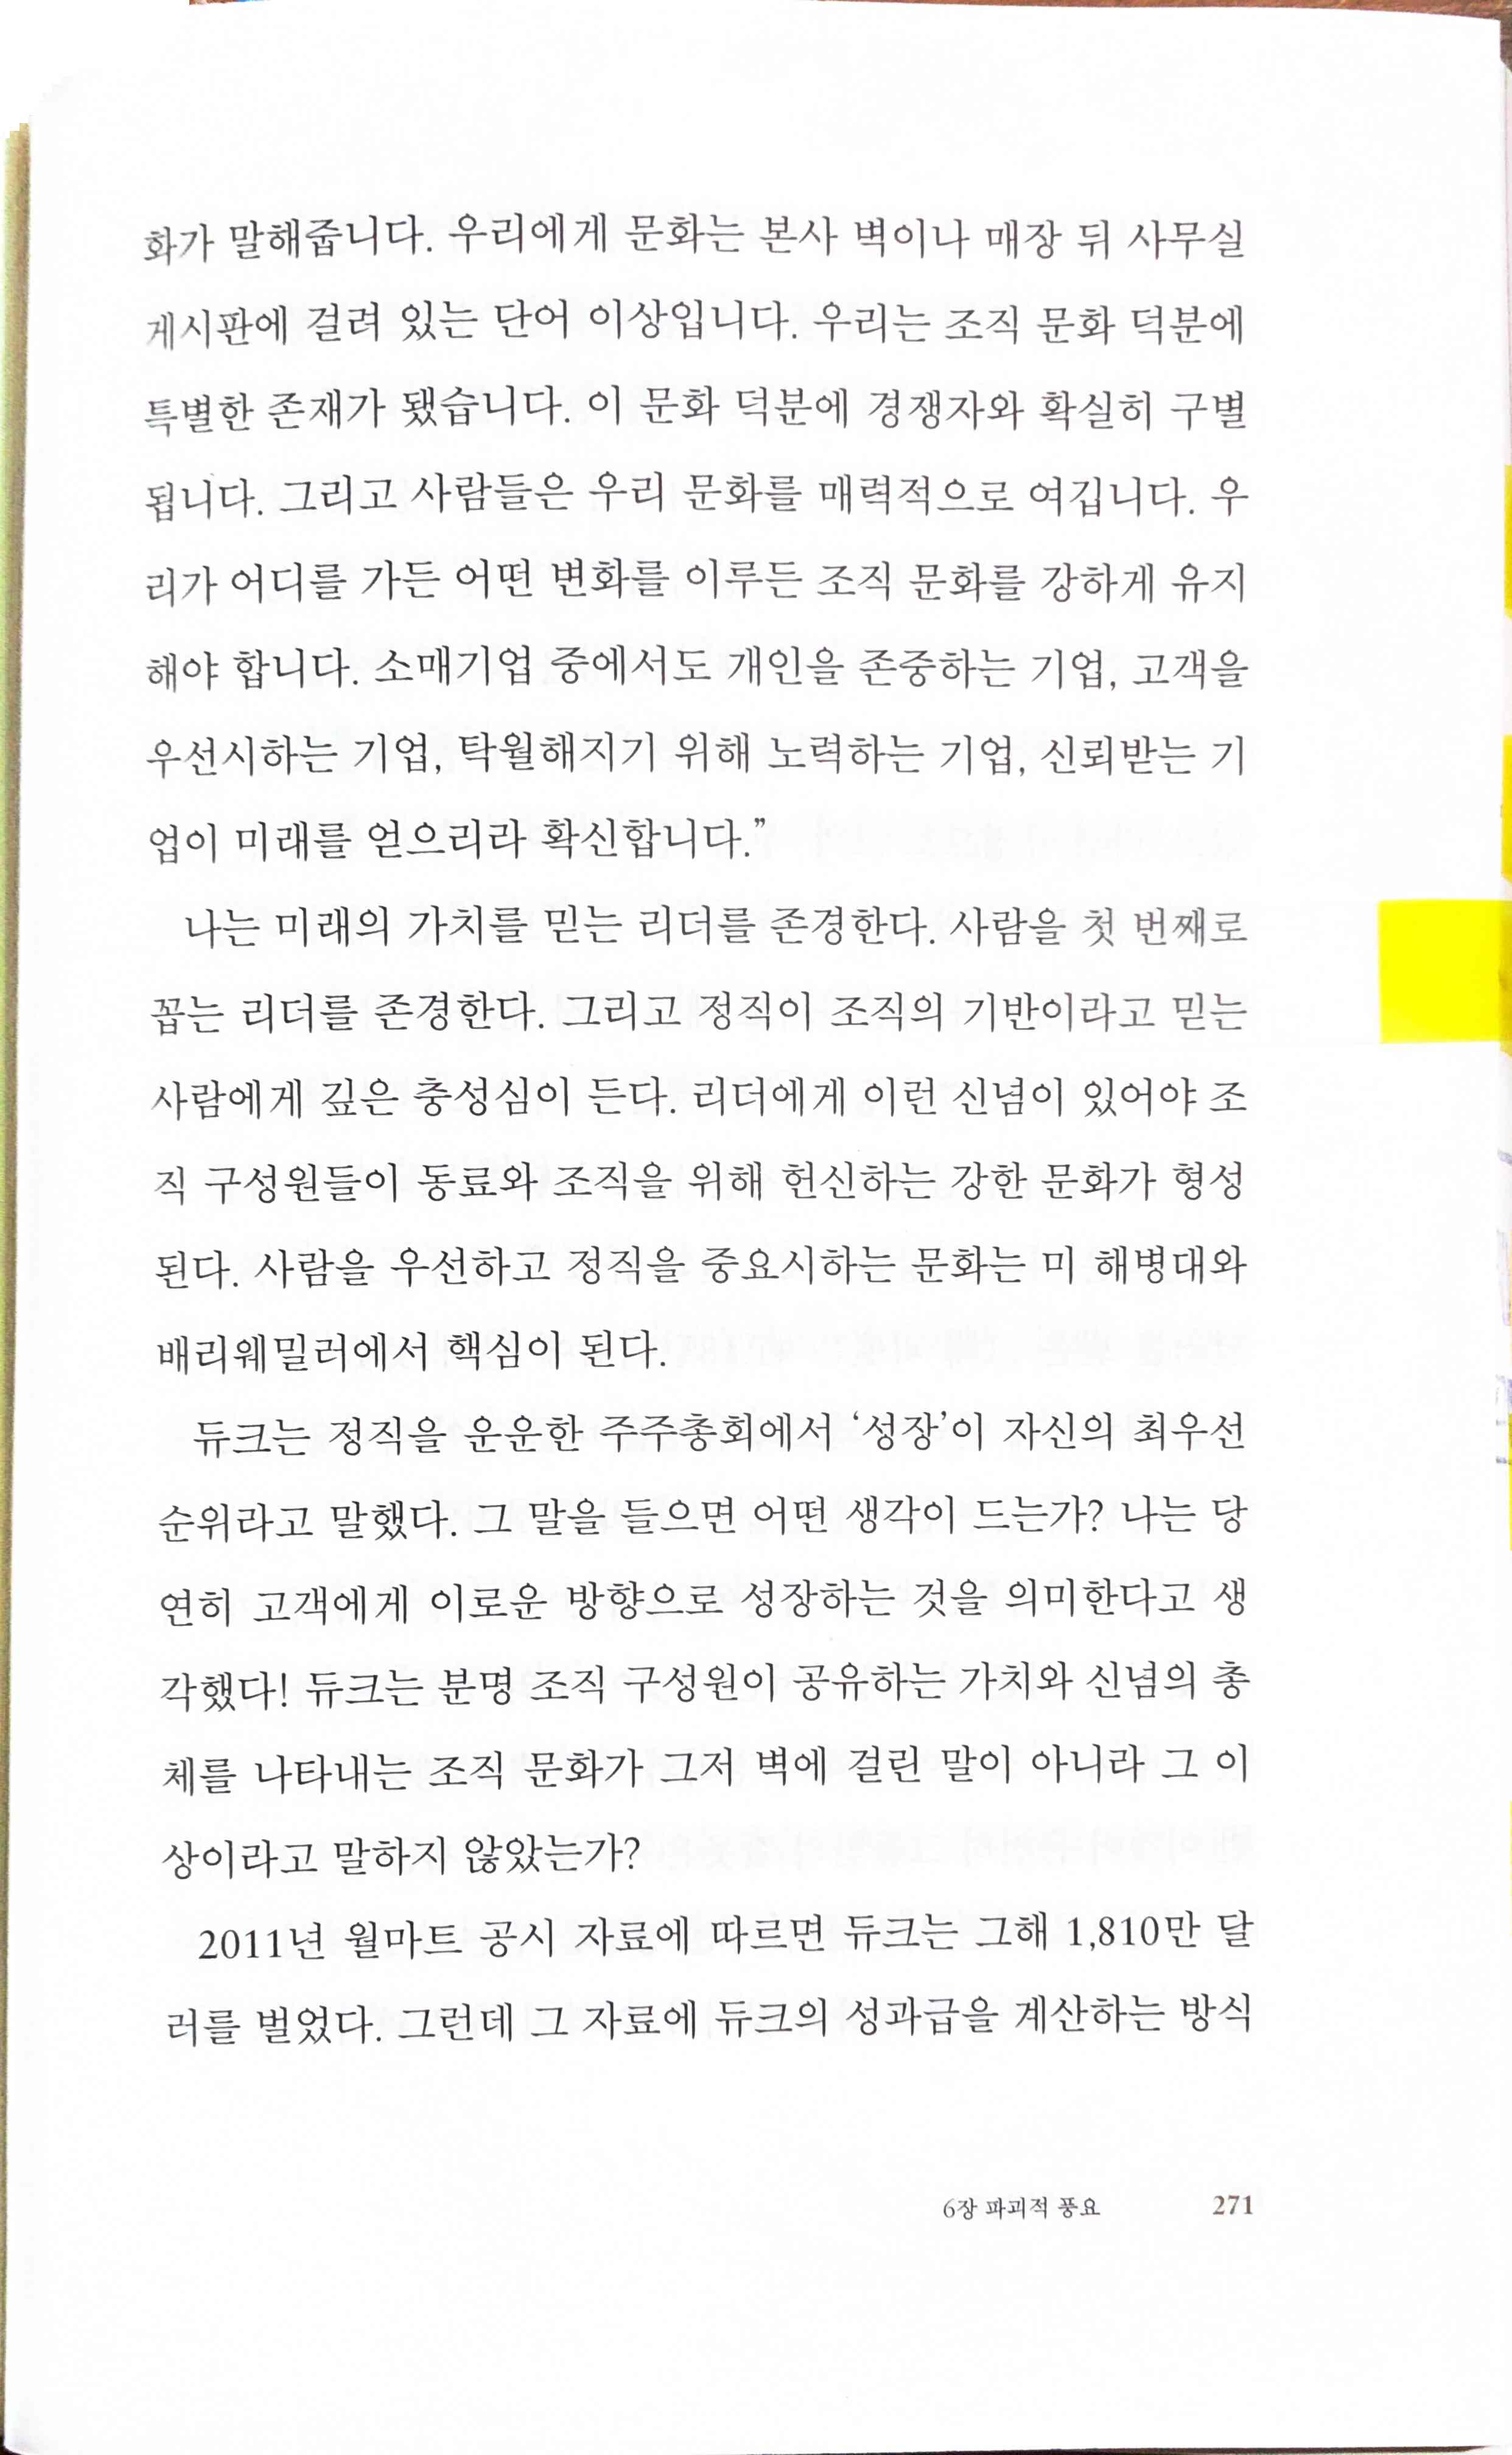 화가 말해줍니다. 우리에게 문화는 본사 벽이나 매장 뒤 사무실
게시판에 걸려 있는 단어 이상입니다. 우리는 조직 문화 덕분에
특별한 존재가 됐습니다. 이 문화 덕분에 경쟁자와 확실히 구별
됩니다. 그리고 사람들은 우리 문화를 매력적으로 여깁니다. 우
리가 어디를 가든 어떤 변화를 이루든 조직 문화를 강하게 유지
해야 합니다. 소매기업 중에서도 개인을 존중하는 기업, 고객을
우선시하는 기업, 탁월해지기 위해 노력하는 기업, 신뢰받는 기
업이 미래를 얻으리라 확신합니다.”
나는 미래의 가치를 믿는 리더를 존경한다. 사람을 첫 번째로
꼽는 리더를 존경한다. 그리고 정직이 조직의 기반이라고 믿는
사람에게 깊은 충성심이 든다. 리더에게 이런 신념이 있어야 조
직 구성원들이 동료와 조직을 위해 헌신하는 강한 문화가 형성
된다. 사람을 우선하고 정직을 중요시하는 문화는 미 해병대와
배리웨밀러에서 핵심이 된다.
듀크는 정직을 운운한 주주총회에서 ‘성장’이 자신의 최우선
순위라고 말했다. 그 말을 들으면 어떤 생각이 드는가? 나는 당
연히 고객에게 이로운 방향으로 성장하는 것을 의미한다고 생
각했다! 듀크는 분명 조직 구성원이 공유하는 가치와 신념의 총
체를 나타내는 조직 문화가 그저 벽에 걸린 말이 아니라 그 이
상이라고 말하지 않았는가?
2011년 월마트 공시 자료에 따르면 듀크는 그해 1,810만 달
러를 벌었다. 그런데 그 자료에 듀크의 성과급을 계산하는 방식
6장 파괴적 풍요 271